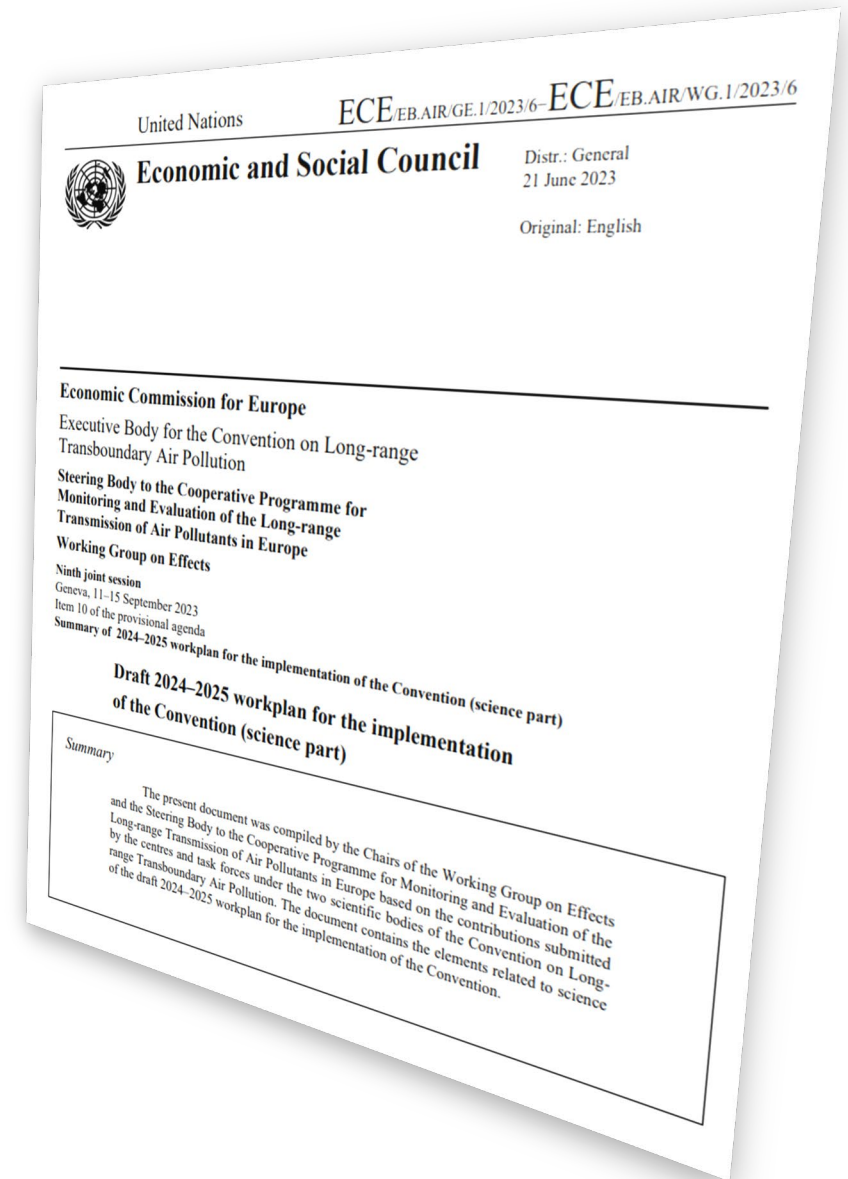 United Nations
ECE/EB.AIR/GE.1/2023/6–ECE/EB.AIR/WG.1/2023/6
Economic and Social Council
Distr.: General
21 June 2023
Original: English
Economic Commission for Europe
Executive Body for the Convention on Long-range
Transboundary Air Pollution
Steering Body to the Cooperative Programme for
Monitoring and Evaluation of the Long-range
Transmission of Air Pollutants in Europe
Working Group on Effects
Ninth joint session
Geneva, 11–15 September 2023
Item 10 of the provisional agenda
Summary of 2024–2025 workplan for the implementation of the Convention (science part)
Draft 2024–2025 workplan for the implementation
of the Convention (science part)
Summary
The present document was compiled by the Chairs of the Working Group on Effects
and the Steering Body to the Cooperative Programme for Monitoring and Evaluation of the
Long-range Transmission of Air Pollutants in Europe based on the contributions submitted
by the centres and task forces under the two scientific bodies of the Convention on Long-
range Transboundary Air Pollution. The document contains the elements related to science
of the draft 2024–2025 workplan for the implementation of the Convention.